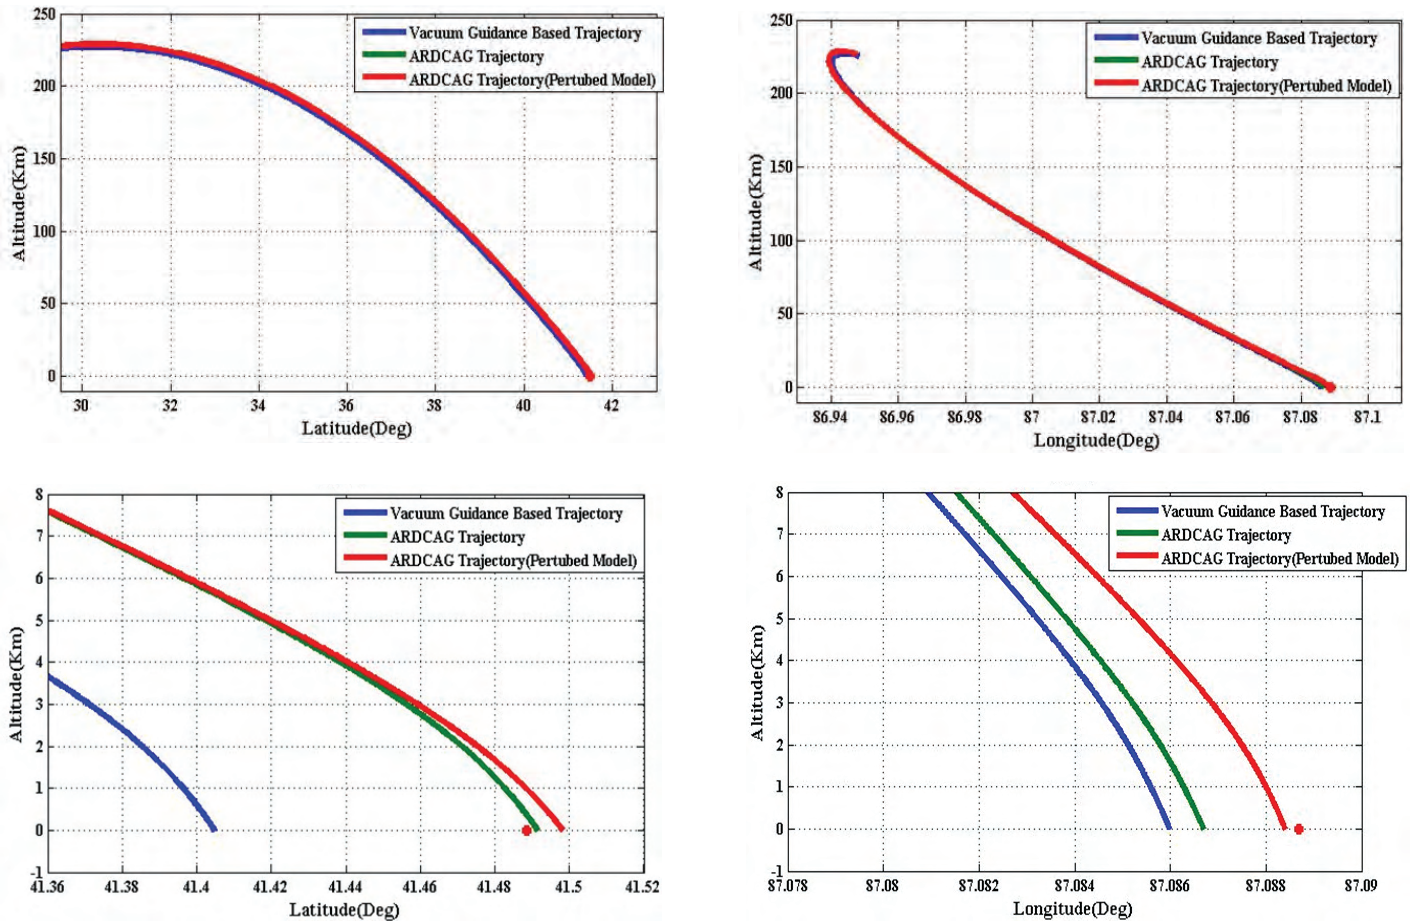 250
200
150
100
50
0
Altitude(Km)
30 32 34 36 38 40 42
Latitude(Deg)
Vacuum Guidance Based Trajectory
ARDCAG Trajectory
ARDCAG Trajectory(Pertubed Model)
250
200
150
100
50
0
Altitude(Km)
86.94 86.96 86.98 87 87.02 87.04 87.06 87.08 87.1
Longitude(Deg)
Vacuum Guidance Based Trajectory
ARDCAG Trajectory
ARDCAG Trajectory(Pertubed Model)
8
7
6
5
4
3
2
1
0
-1
Altitude(Km)
41.36 41.38 41.4 41.42 41.44 41.46 41.48 41.5 41.52
Latitude(Deg)
Vacuum Guidance Based Trajectory
ARDCAG Trajectory
ARDCAG Trajectory(Pertubed Model)
8
7
6
5
4
3
2
1
0
-1
Altitude(Km)
87.078 87.08 87.082 87.084 87.086 87.088 87.09
Longitude(Deg)
Vacuum Guidance Based Trajectory
ARDCAG Trajectory
ARDCAG Trajectory(Pertubed Model)